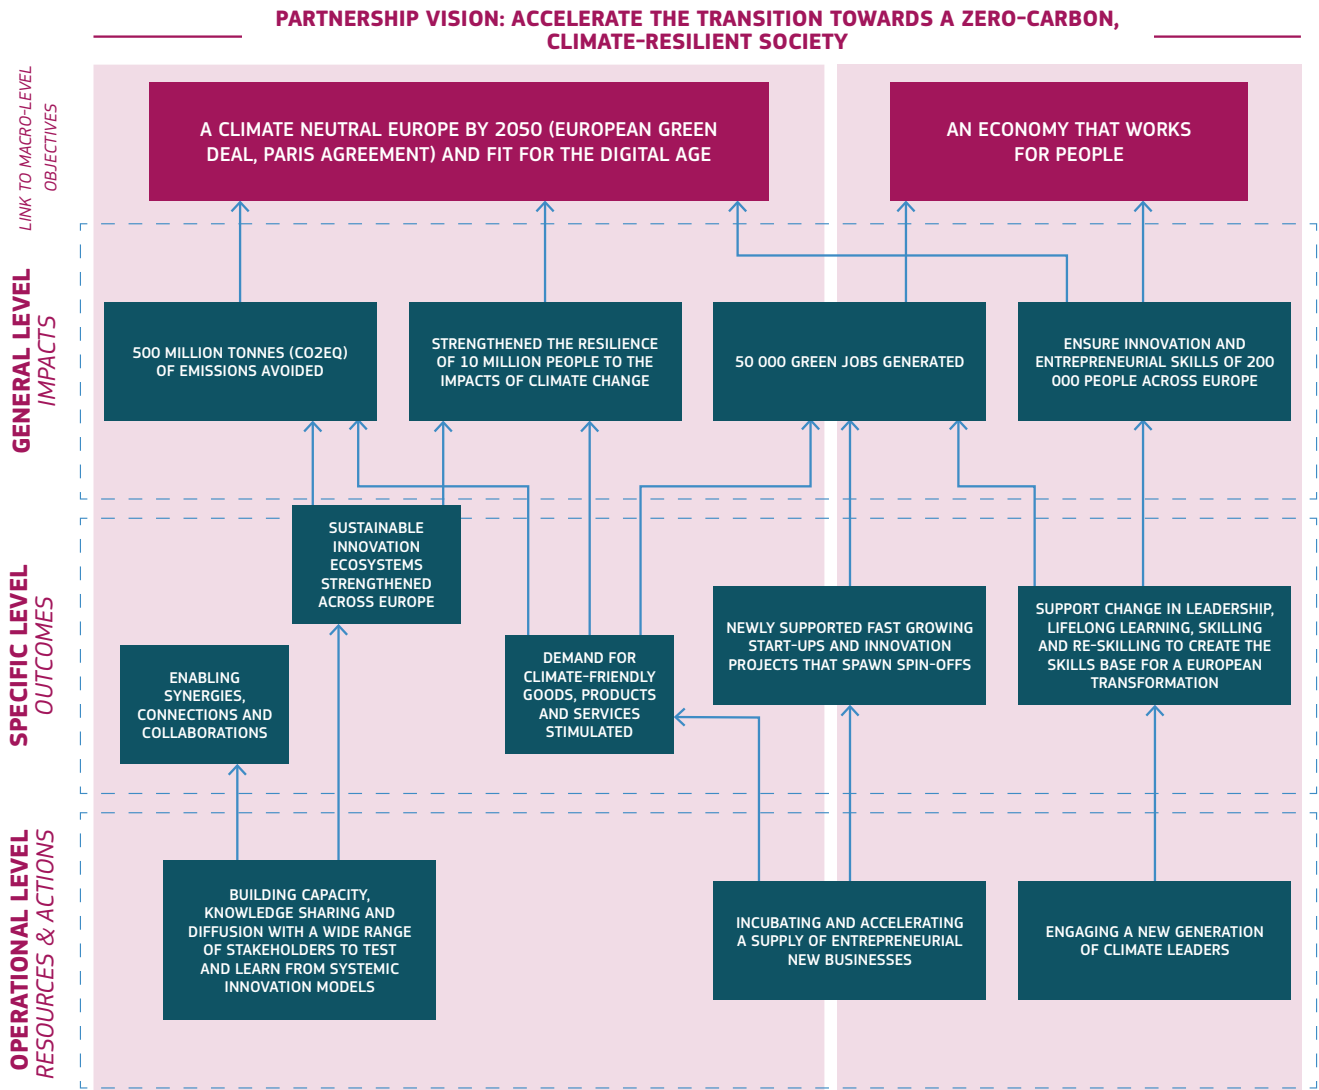 PARTNERSHIP VISION: ACCELERATE THE TRANSITION TOWARDS A ZERO-CARBON,
CLIMATE-RESILIENT SOCIETY
LINK TO MACRO-LEVEL
OBJECTIVES
A CLIMATE NEUTRAL EUROPE BY 2050 (EUROPEAN GREEN
DEAL, PARIS AGREEMENT) AND FIT FOR THE DIGITAL AGE
AN ECONOMY THAT WORKS
FOR PEOPLE
GENERAL LEVEL
IMPACTS
500 MILLION TONNES (CO2EQ)
OF EMISSIONS AVOIDED
STRENGTHENED THE RESILIENCE
OF 10 MILLION PEOPLE TO THE
IMPACTS OF CLIMATE CHANGE
50 000 GREEN JOBS GENERATED
ENSURE INNOVATION AND
ENTREPRENEURIAL SKILLS OF 200
000 PEOPLE ACROSS EUROPE
SPECIFIC LEVEL
OUTCOMES
SUSTAINABLE
INNOVATION
ECOSYSTEMS
STRENGTHENED
ACROSS EUROPE
ENABLING
SYNERGIES,
CONNECTIONS AND
COLLABORATIONS
DEMAND FOR
CLIMATE-FRIENDLY
GOODS, PRODUCTS
AND SERVICES
STIMULATED
NEWLY SUPPORTED FAST GROWING
START-UPS AND INNOVATION
PROJECTS THAT SPAWN SPIN-OFFS
SUPPORT CHANGE IN LEADERSHIP,
LIFELONG LEARNING, SKILLING
AND RE-SKILLING TO CREATE THE
SKILLS BASE FOR A EUROPEAN
TRANSFORMATION
OPERATIONAL LEVEL
RESOURCES & ACTIONS
BUILDING CAPACITY,
KNOWLEDGE SHARING AND
DIFFUSION WITH A WIDE RANGE
OF STAKEHOLDERS TO TEST
AND LEARN FROM SYSTEMIC
INNOVATION MODELS
INCUBATING AND ACCELERATING
A SUPPLY OF ENTREPRENEURIAL
NEW BUSINESSES
ENGAGING A NEW GENERATION
OF CLIMATE LEADERS